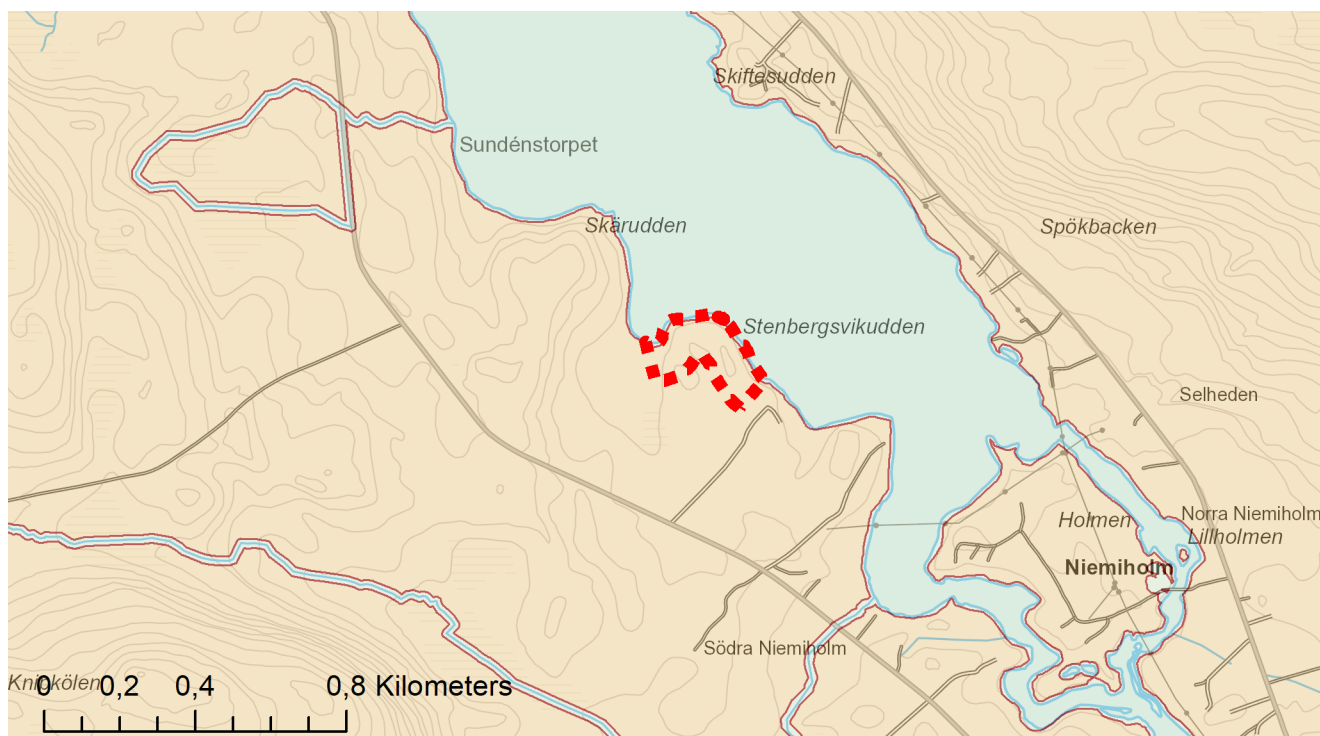 Skiftesudden
Sundénstorpet
Skärudden
Spökbacken
Stenbergsvikudden
Selheden
Holmen
Norra Niemiholm
Lillholmen
Niemiholm
Södra Niemiholm
0 0,2 0,4 0,8 Kilometers